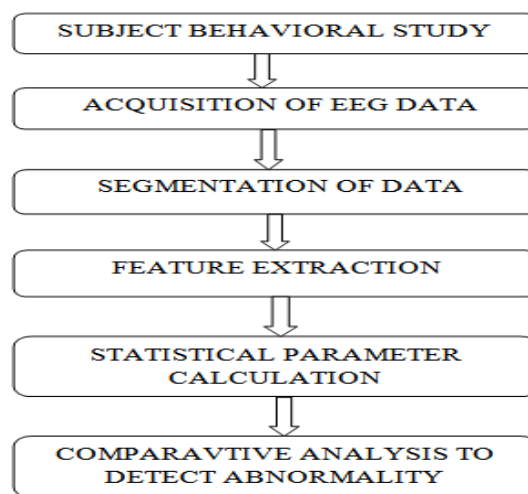 SUBJECT BEHAVIORAL STUDY
ACQUISITION OF EEG DATA
SEGMENTATION OF DATA
FEATURE EXTRACTION
STATISTICAL PARAMETER
CALCULATION
COMPARAVTIVE ANALYSIS TO
DETECT ABNORMALITY